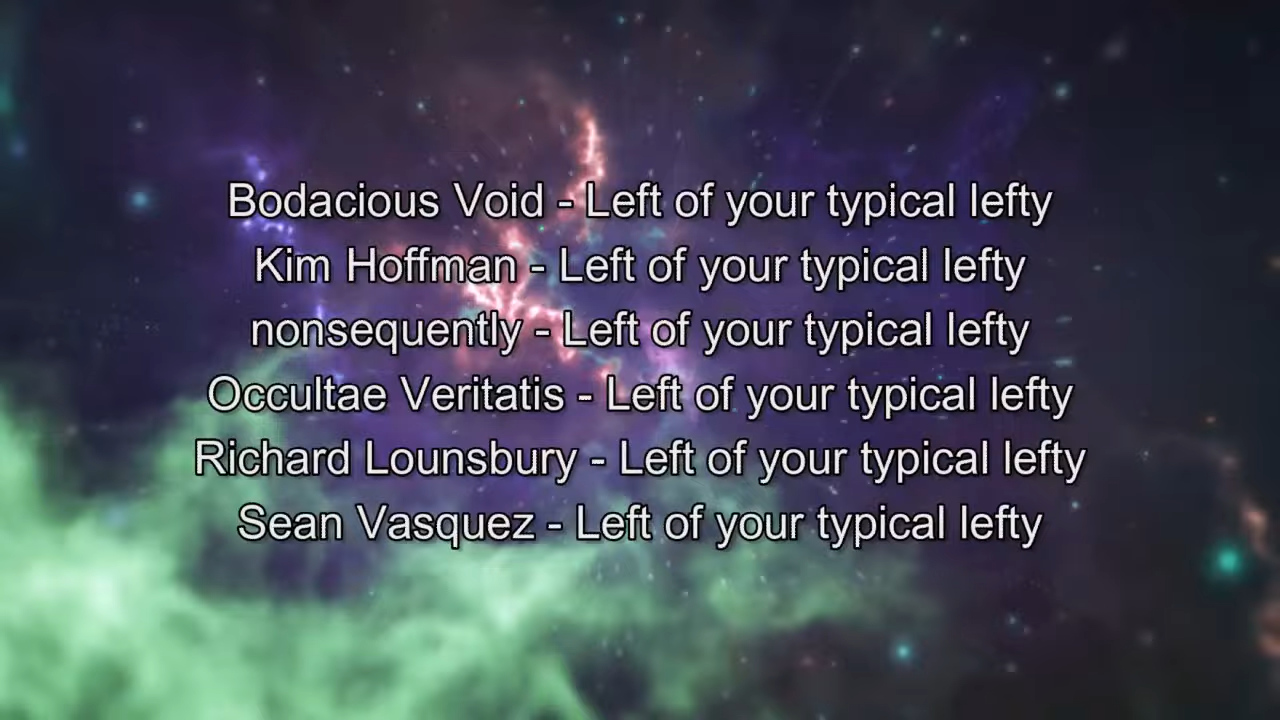 Bodacious Void - Left of your typical lefty
Kim Hoffman - Left of your typical lefty
nonsequently - Left of your typical lefty
Occultae Veritatis - Left of your typical lefty
Richard Lounsbury - Left of your typical lefty
Sean Vasquez - Left of your typical lefty